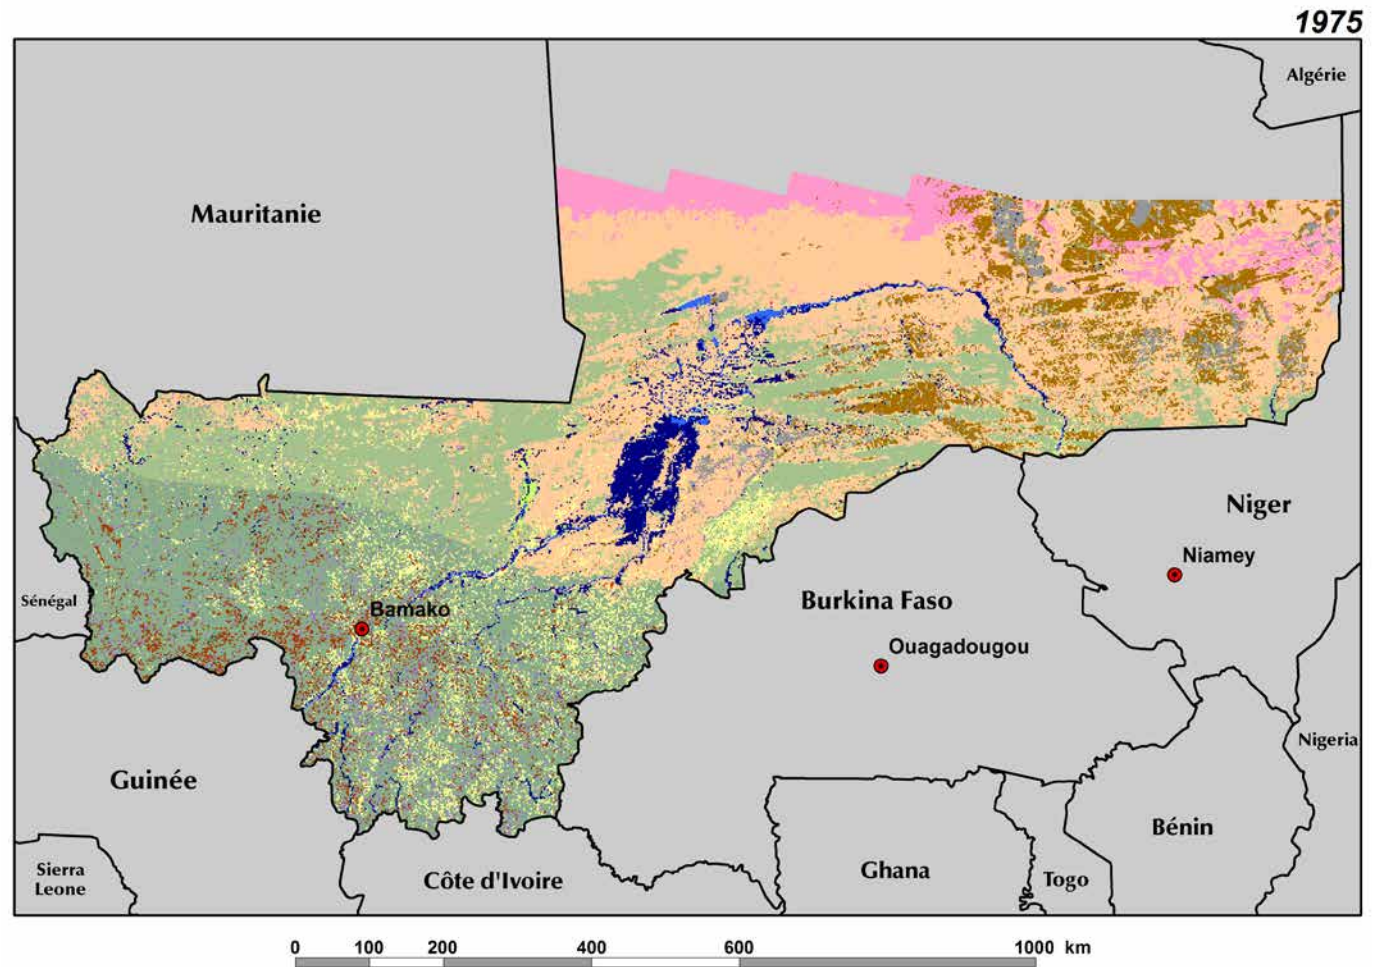 1975
Algérie
Mauritanie
Niger
Niamey
Sénégal
Bamako
Burkina Faso
Ouagadougou
Nigeria
Guinée
Bénin
Sierra
Leone
Côte d'Ivoire
Ghana
Togo
0 100 200 400 600 1000 km